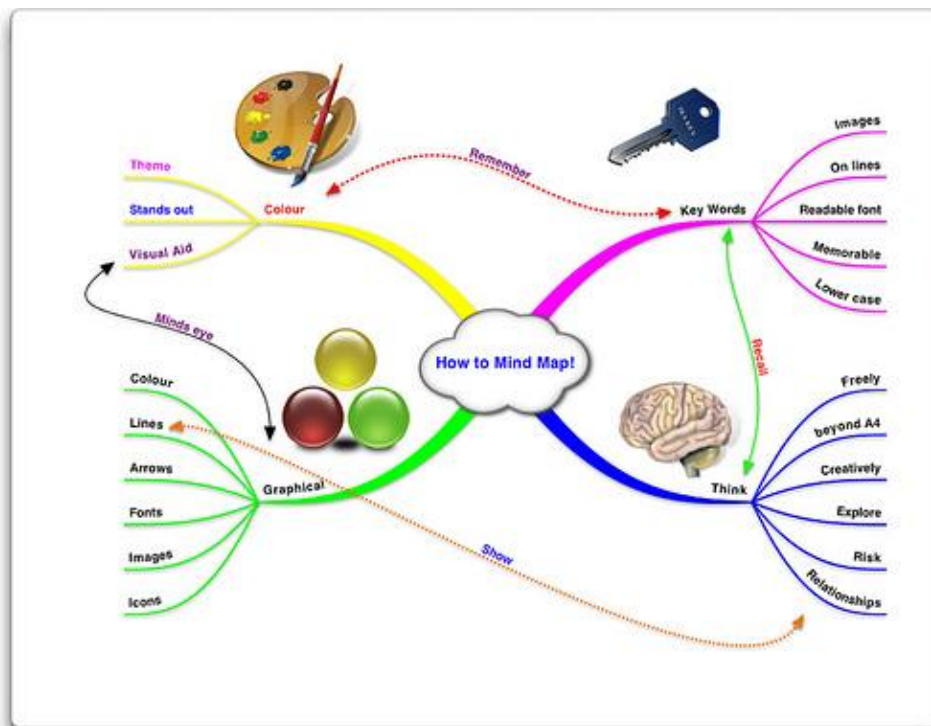 How to Mind Map!
Colour
Theme
Stands out
Visual Aid
Remember
Key Words
Images
On lines
Readable font
Memorable
Lower case
Minds eye
Recall
Graphical
Colour
Lines
Arrows
Fonts
Images
Icons
Show
Think
Freely
beyond A4
Creatively
Explore
Risk
Relationships